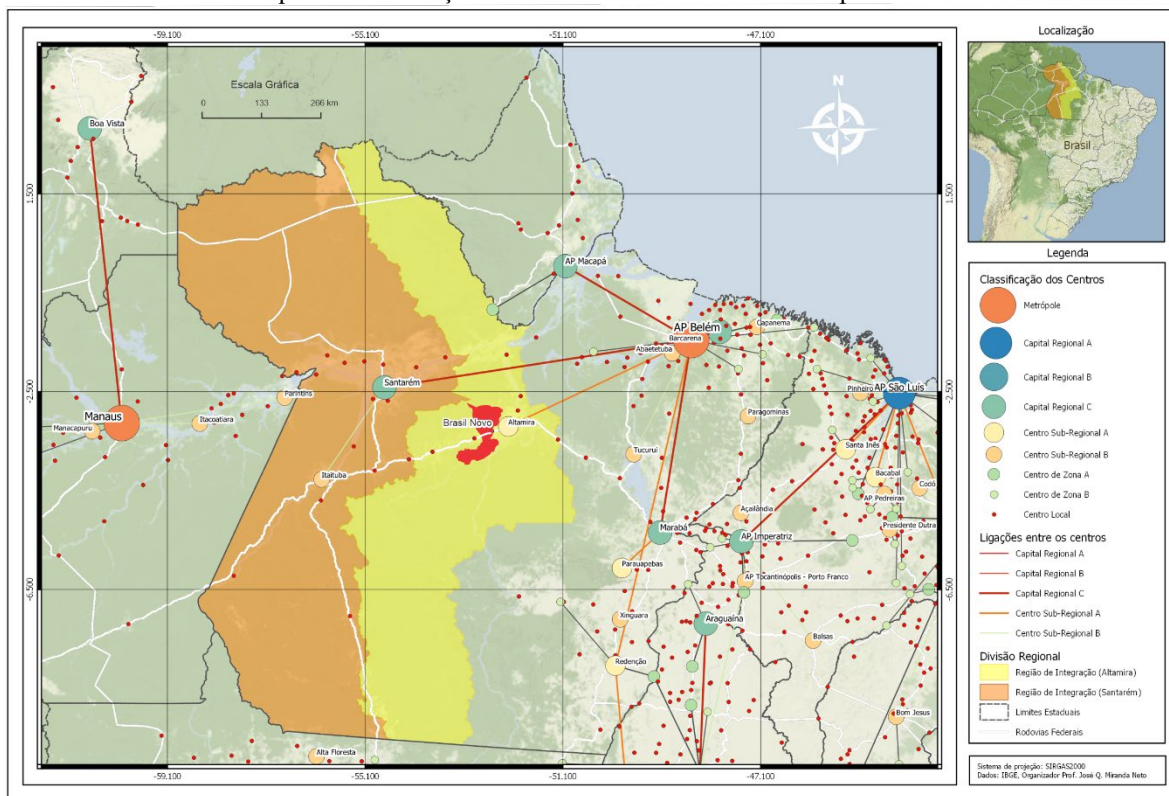 -59.100
-55.100
-51.100
-47.100
Localização
Escala Gráfica
0 133 266 km
N
Boa Vista
Brasil
1.500
1.500
AP Macapá
Legenda
Classificação dos Centros
Metrópole
AP Belém
Capanema
Barcarena
Abaetetuba
Capital Regional A
Capital Regional B
Santarém
AP São Luís
Pinheiro
-2.500
-2.500
Parintins
Capital Regional C
Manaus
Itacoatiara
Manacapuru
Brasil Novo
Altamira
Paragominas
Centro Sub-Regional A
Santa Inês
Tucuruí
Centro Sub-Regional B
Itaituba
Bacabal
Codó
Centro de Zona A
AP Pedreiras
Centro de Zona B
Açailândia
Centro Local
Marabá
AP Imperatriz
Presidente Dutra
Ligações entre os centros
Capital Regional A
Parauapebas
AP Tocantinópolis - Porto Franco
Capital Regional B
-6.500
-6.500
Capital Regional C
Xinguara
Araguaína
Centro Sub-Regional A
Balsas
Centro Sub-Regional B
Redenção
Divisão Regional
Região de Integração (Altamira)
Região de Integração (Santarém)
Bom Jesus
Limites Estaduais
Rodovias Federais
Alta Floresta
Sistema de projeção: SIRGAS2000
Dados: IBGE, Organizador Prof. José Q. Miranda Neto
-59.100
-55.100
-51.100
-47.100